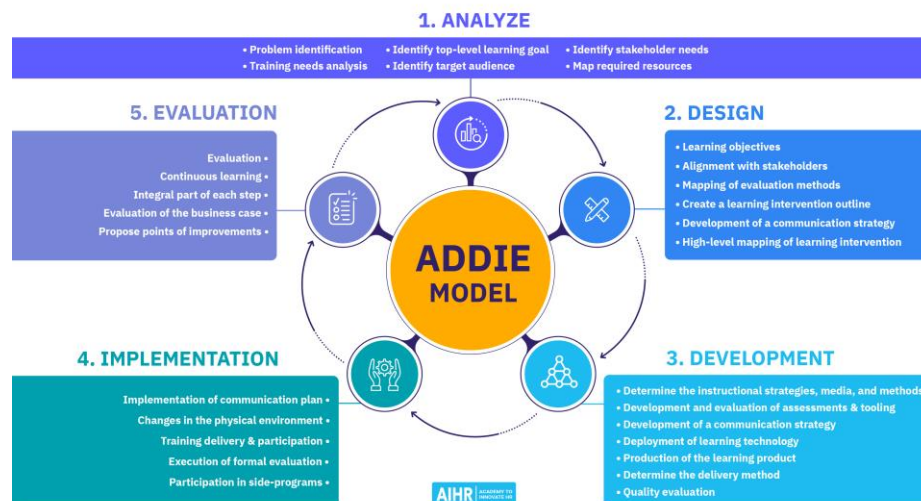 1. ANALYZE
• Problem identification
• Training needs analysis
• Identify top-level learning goal
• Identify target audience
• Identify stakeholder needs
• Map required resources
2. DESIGN
• Learning objectives
• Alignment with stakeholders
• Mapping of evaluation methods
• Create a learning intervention outline
• Development of a communication strategy
• High-level mapping of learning intervention
3. DEVELOPMENT
• Determine the instructional strategies, media, and methods
• Development and evaluation of assessments & tooling
• Development of a communication strategy
• Deployment of learning technology
• Production of the learning product
• Determine the delivery method
• Quality evaluation
4. IMPLEMENTATION
Implementation of communication plan •
Changes in the physical environment •
Training delivery & participation •
Execution of formal evaluation •
Participation in side-programs •
5. EVALUATION
Evaluation •
Continuous learning •
Integral part of each step •
Evaluation of the business case •
Propose points of improvements •
ADDIE
MODEL
AIHR
ACADEMY TO
INNOVATE HR